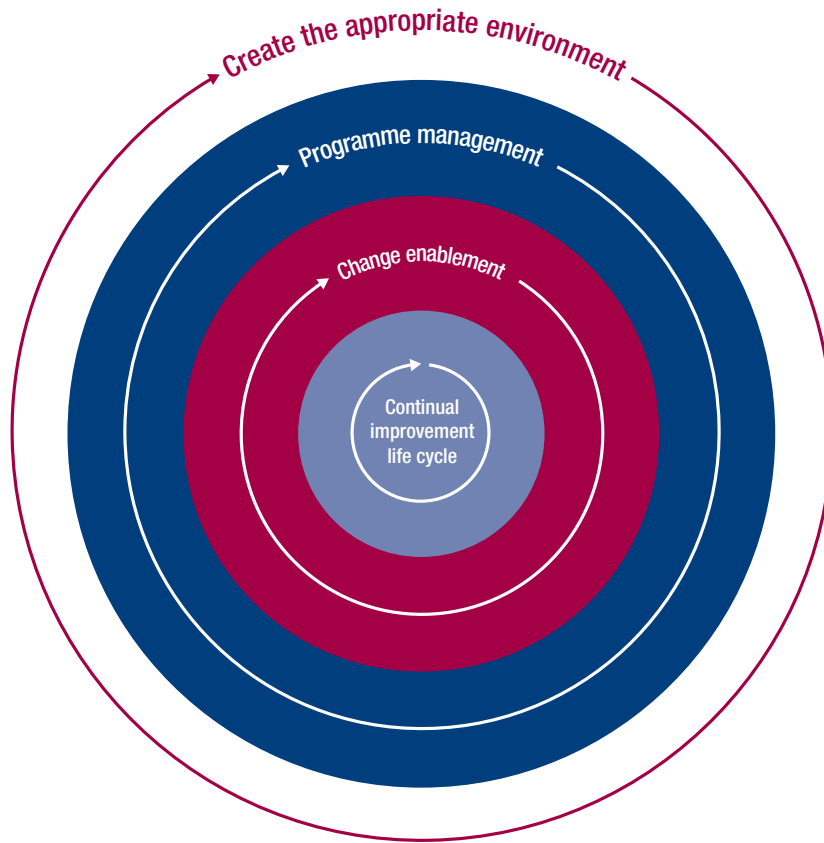 Create the appropriate environment
Programme management
Change enablement
Continual
improvement
life cycle